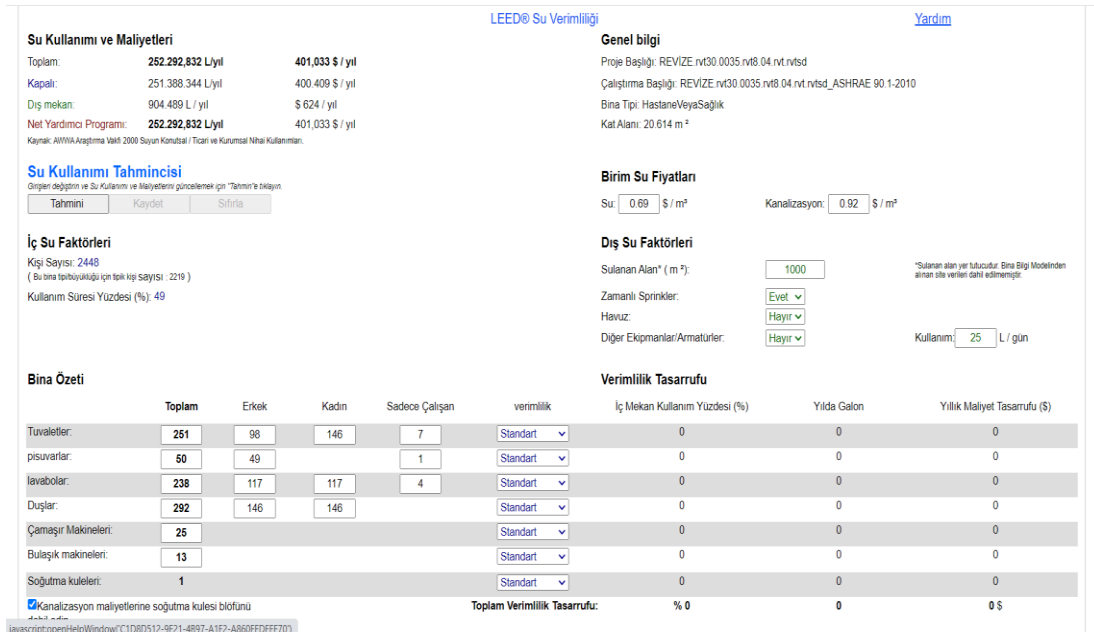 LEED® Su Verimliliği
Yardım
Su Kullanımı ve Maliyetleri
Genel bilgi
Toplam: 252.292,832 L/yıl 401,033 $ / yıl
Proje Başlığı: REVİZE.rvt30.0035.rvt8.04.rvt.rvtsd
Kapalı: 251.388.344 L/yıl 400.409 $ / yıl
Çalıştırma Başlığı: REVİZE.rvt30.0035.rvt8.04.rvt.rvtsd_ASHRAE 90.1-2010
Dış mekan: 904.489 L / yıl $ 624 / yıl
Bina Tipi: HastaneVeyaSağlık
Net Yardımcı Programı: 252.292,832 L/yıl 401,033 $ / yıl
Kat Alanı: 20.614 m ²
Kaynak: AWWA Araştırma Vakfı 2000 Suyun Konutsal / Ticari ve Kurumsal Nihai Kullanımları.
Su Kullanımı Tahmincisi
Girişleri değiştirin ve Su Kullanımı ve Maliyetlerini güncellemek için "Tahmin"e tıklayın.
Birim Su Fiyatları
Tahmini Kaydet Sıfırla
Su: 0.69 $ / m³ Kanalizasyon: 0.92 $ / m³
İç Su Faktörleri
Dış Su Faktörleri
Kişi Sayısı: 2448
( Bu bina tipi/büyüklüğü için tipik kişi sayısı : 2219 )
Kullanım Süresi Yüzdesi (%): 49
Sulanan Alan* ( m ²): 1000
*Sulanan alan yer tutucudur. Bina Bilgi Modelinden
alınan site verileri dahil edilmemiştir.
Zamanlı Sprinkler: Evet
Havuz: Hayır
Diğer Ekipmanlar/Armatürler: Hayır Kullanım: 25 L / gün
Bina Özeti
Verimlilik Tasarrufu
Toplam Erkek Kadın Sadece Çalışan verimlilik İç Mekan Kullanım Yüzdesi (%) Yılda Galon Yıllık Maliyet Tasarrufu ($)
Tuvaletler: 251 98 146 7 Standart 0 0 0
pisuvarlar: 50 49 1 Standart 0 0 0
lavabolar: 238 117 117 4 Standart 0 0 0
Duşlar: 292 146 146 Standart 0 0 0
Çamaşır Makineleri: 25 Standart 0 0 0
Bulaşık makineleri: 13 Standart 0 0 0
Soğutma kuleleri: 1 Standart 0 0 0
Kanalizasyon maliyetlerine soğutma kulesi blöfünü
Toplam Verimlilik Tasarrufu: % 0 0 0 $
dahil edin
javascript:openHelpWindow('C1D8D512-9F21-4B97-A1F2-A860FFDFFF70')